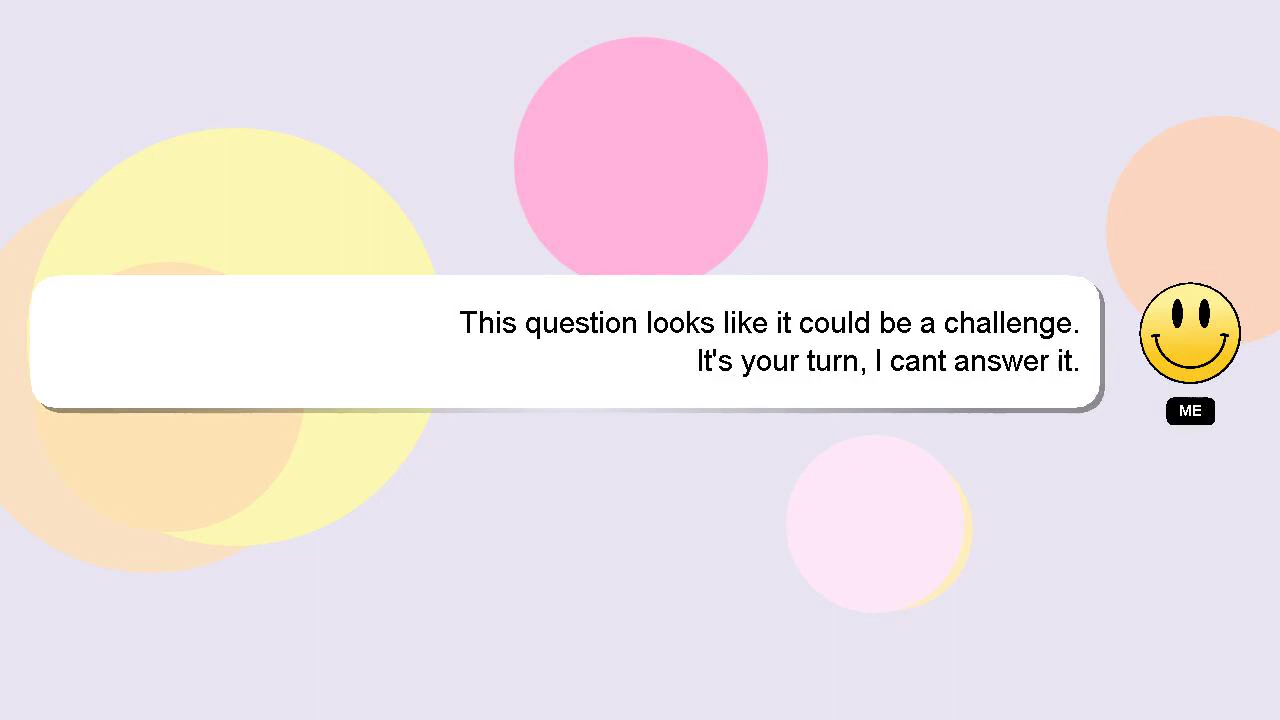 This question looks like it could be a challenge.
It's your turn, I cant answer it.
ME